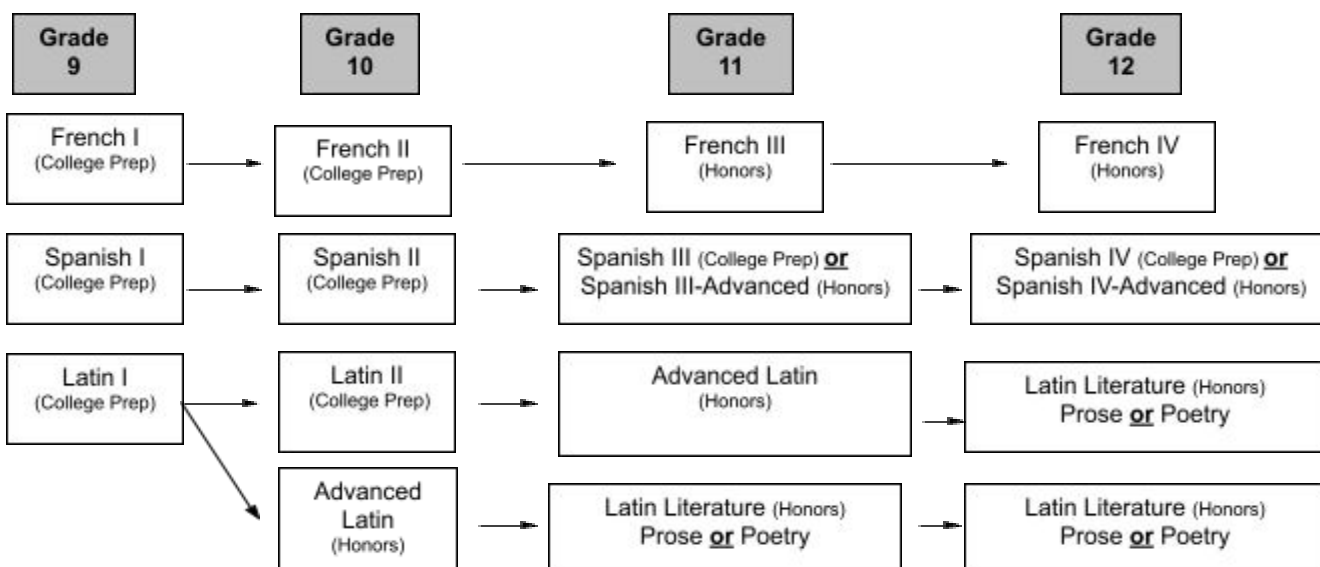 Grade
9
Grade
10
Grade
11
Grade
12
French I
(College Prep)
French II
(College Prep)
French III
(Honors)
French IV
(Honors)
Spanish I
(College Prep)
Spanish II
(College Prep)
Spanish III (College Prep) or
Spanish III-Advanced (Honors)
Spanish IV (College Prep) or
Spanish IV-Advanced (Honors)
Latin I
(College Prep)
Latin II
(College Prep)
Advanced Latin
(Honors)
Latin Literature (Honors)
Prose or Poetry
Advanced
Latin
(Honors)
Latin Literature (Honors)
Prose or Poetry
Latin Literature (Honors)
Prose or Poetry